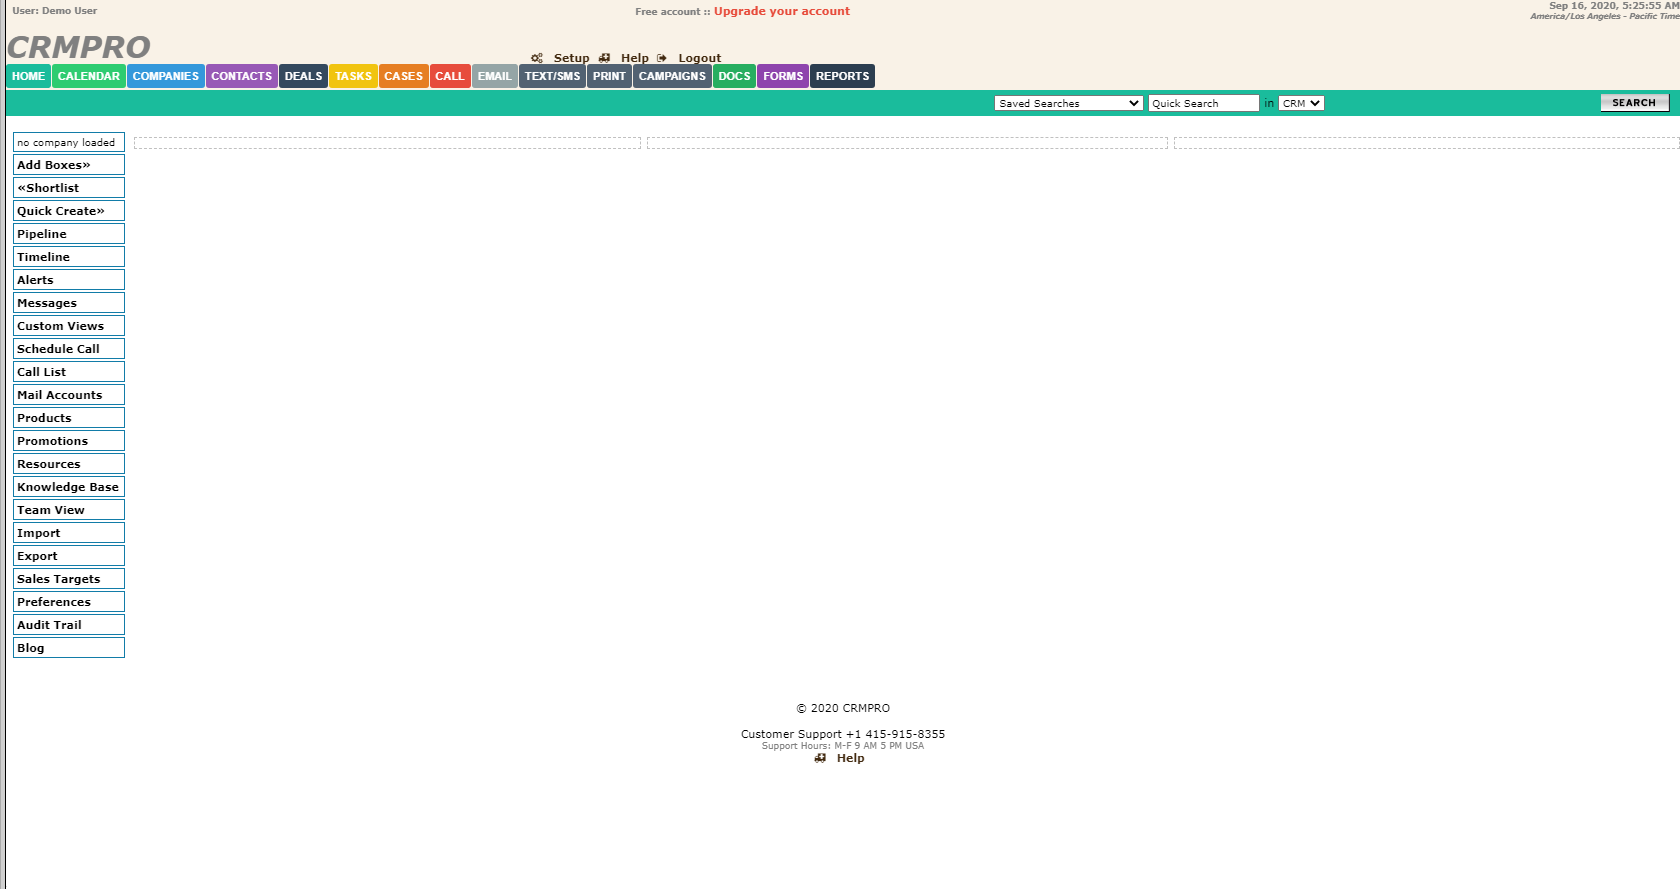 User: Demo User
Free account :: Upgrade your account
Sep 16, 2020, 5:25:55 AM
America/Los Angeles - Pacific Time
CRMPRO
Setup Help Logout
HOME CALENDAR COMPANIES CONTACTS DEALS TASKS CASES CALL EMAIL TEXT/SMS PRINT CAMPAIGNS DOCS FORMS REPORTS
Saved Searches Quick Search in CRM SEARCH
no company loaded
Add Boxes»
«Shortlist
Quick Create»
Pipeline
Timeline
Alerts
Messages
Custom Views
Schedule Call
Call List
Mail Accounts
Products
Promotions
Resources
Knowledge Base
Team View
Import
Export
Sales Targets
Preferences
Audit Trail
Blog
© 2020 CRMPRO
Customer Support +1 415-915-8355
Support Hours: M-F 9 AM 5 PM USA
Help